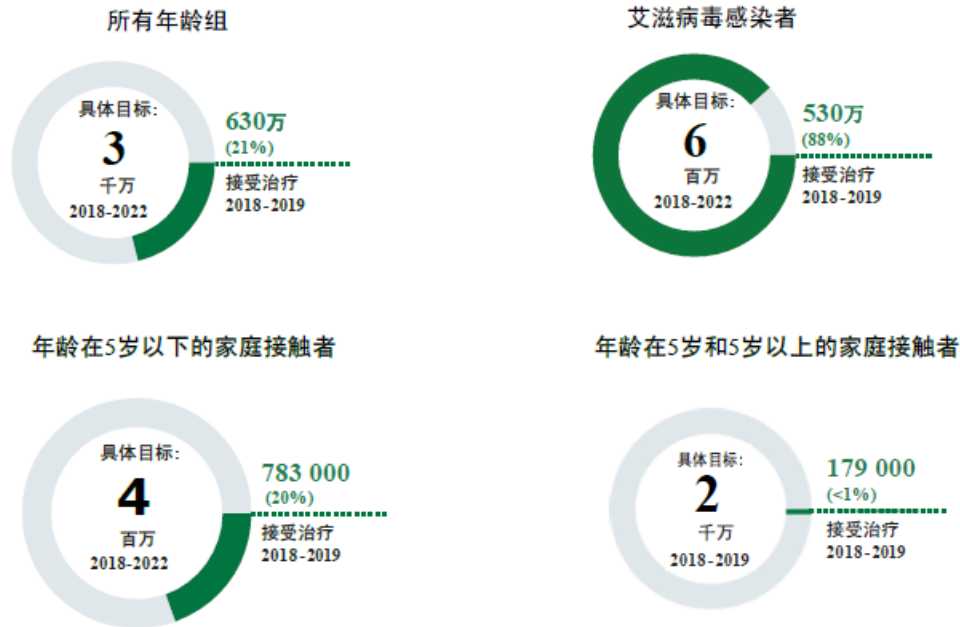 所有年龄组
具体目标:
3
千万
2018-2022
630万
(21%)
接受治疗
2018-2019
艾滋病毒感染者
具体目标:
6
百万
2018-2022
530万
(88%)
接受治疗
2018-2019
年龄在5岁以下的家庭接触者
具体目标:
4
百万
2018-2022
783 000
(20%)
接受治疗
2018-2019
年龄在5岁和5岁以上的家庭接触者
具体目标:
2
千万
2018-2019
179 000
(<1%)
接受治疗
2018-2019